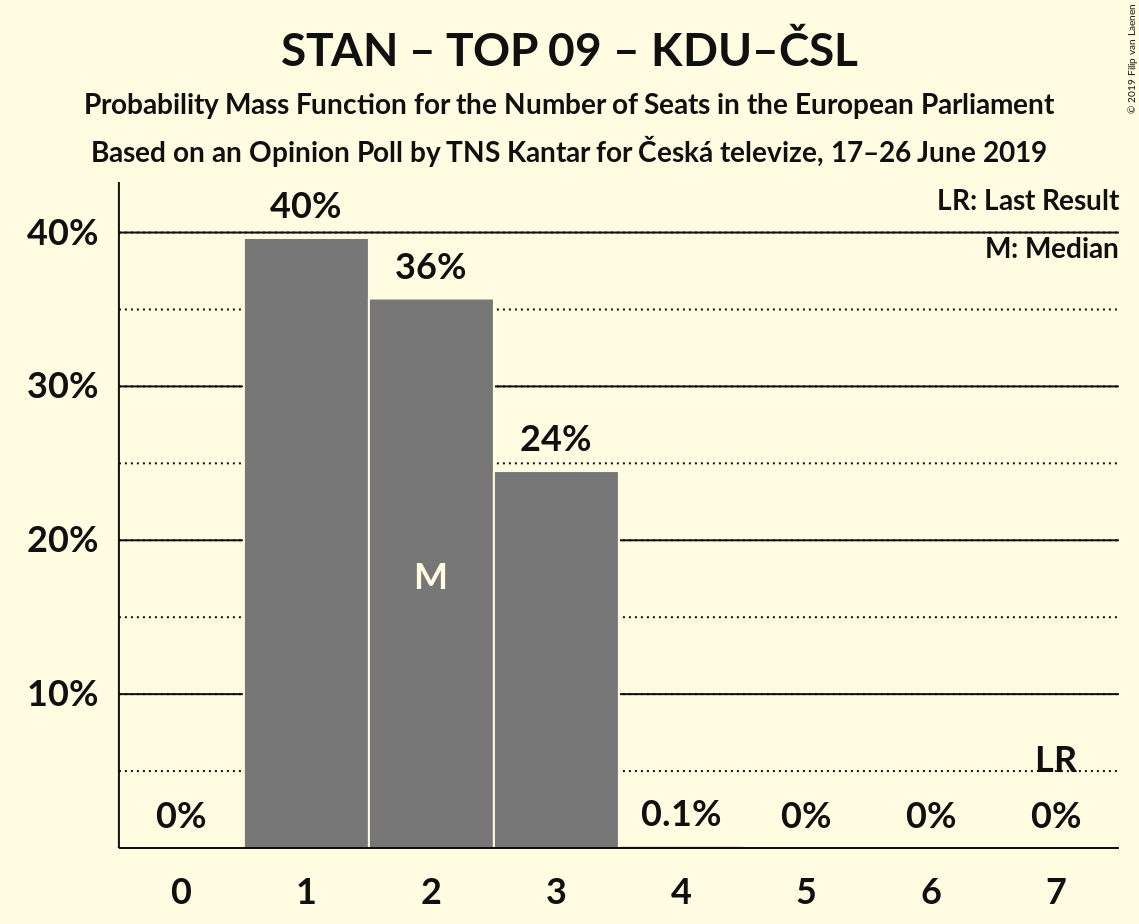 STAN – TOP 09 – KDU–ČSL
Probability Mass Function for the Number of Seats in the European Parliament
Based on an Opinion Poll by TNS Kantar for Česká televize, 17–26 June 2019
© 2019 Filip van Laenen
LR: Last Result
M: Median
40%
30%
20%
10%
40%
36%
24%
M
LR
0%
0.1%
0%
0%
0%
0 1 2 3 4 5 6 7